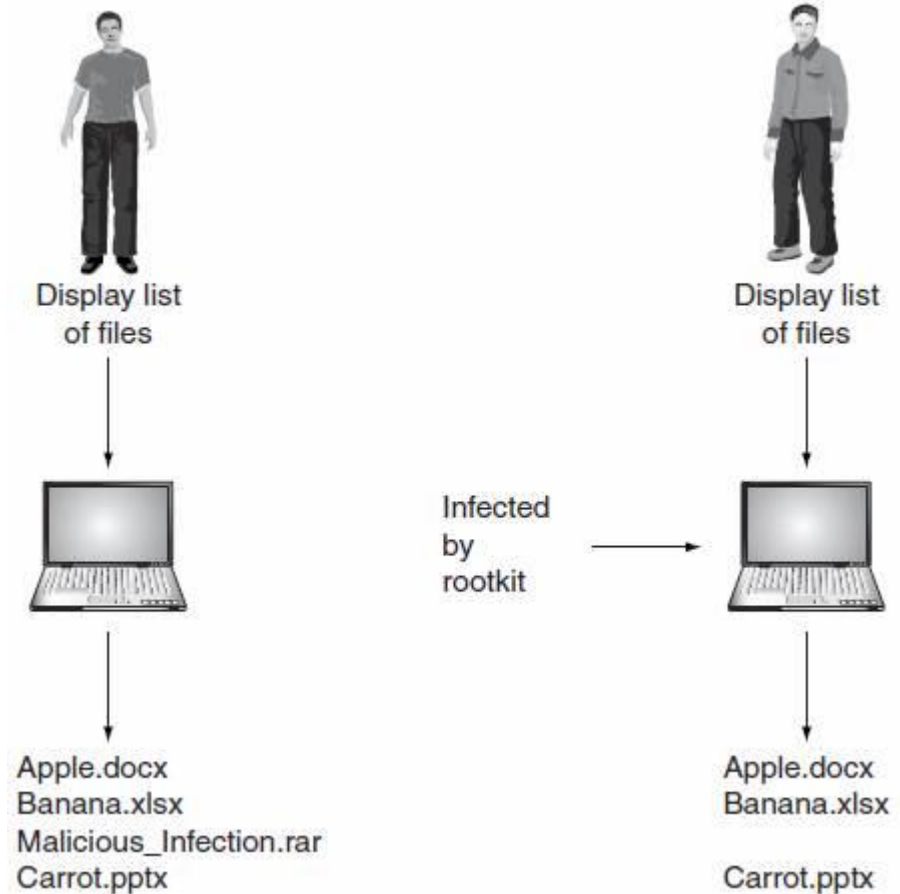 Display list
of files
Display list
of files
Infected
by
rootkit
Apple.docx
Banana.xlsx
Malicious_Infection.rar
Carrot.pptx
Apple.docx
Banana.xlsx
Carrot.pptx